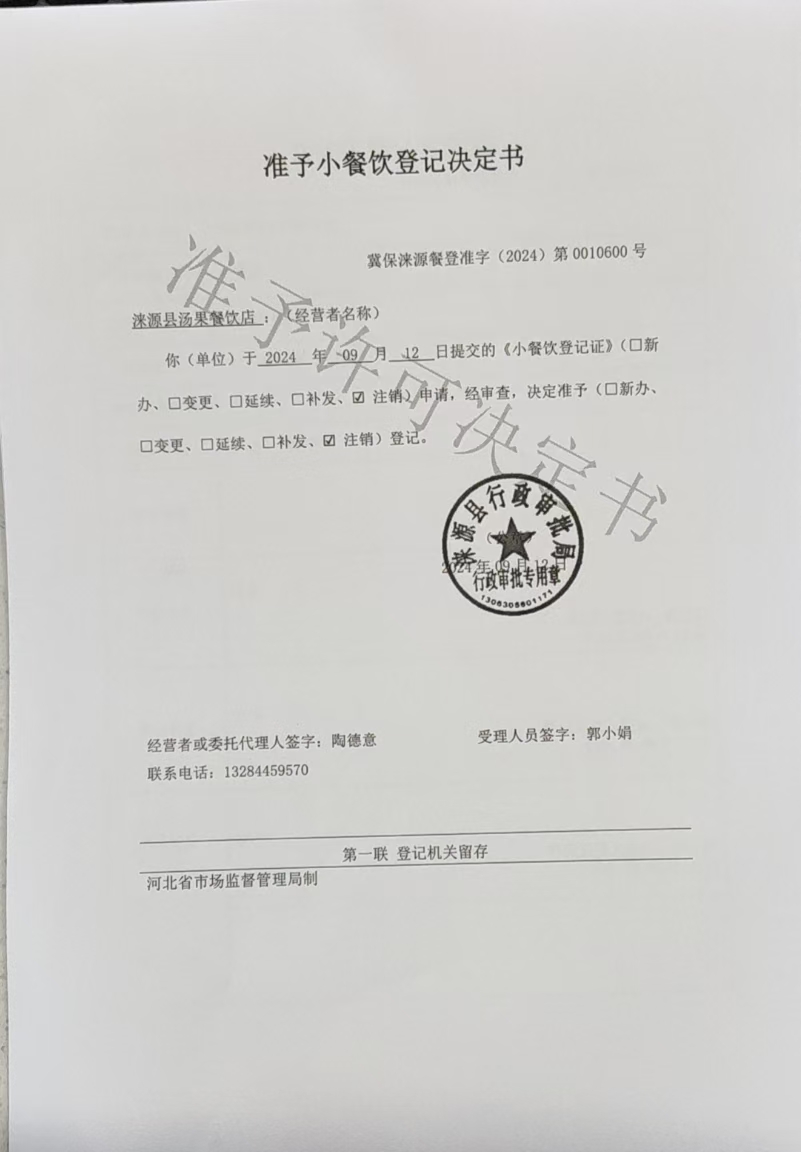 准予小餐饮登记决定书
冀保涞源餐登准字（2024）第 0010600 号
涞源县汤果餐饮店 ：（经营者名称）
你（单位）于 2024 年 09 月 12 日提交的《小餐饮登记证》（☐新
办、☐变更、☐延续、☐补发、☑ 注销）申请，经审查，决定准予（☐新办、
☐变更、☐延续、☐补发、☑ 注销）登记。
准予许可决定书
涞源县行政审批局
2024 年 09 月 12 日
行政审批专用章
经营者或委托代理人签字：陶德意
受理人员签字：郭小娟
联系电话：13284459570
第一联 登记机关留存
河北省市场监督管理局制